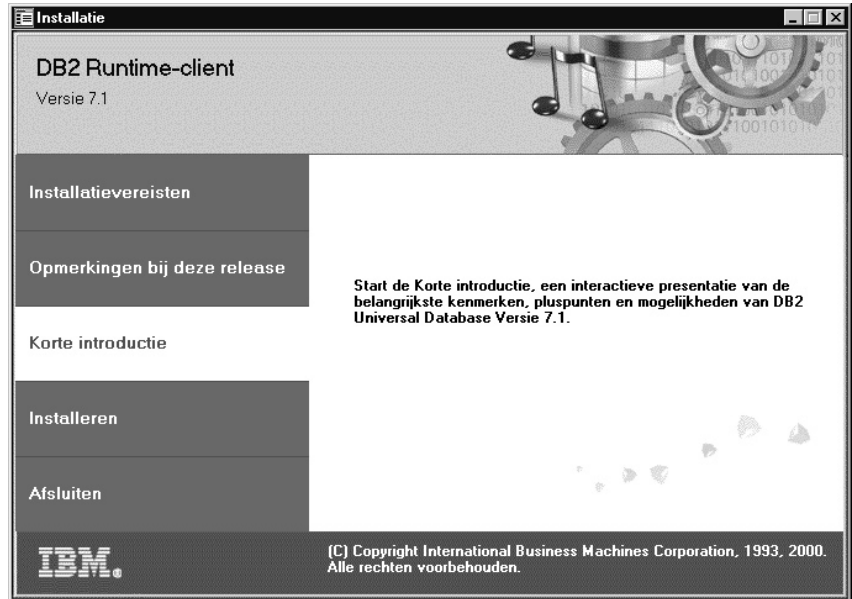 Installatie
DB2 Runtime-client
Versie 7.1
Installatievereisten
Opmerkingen bij deze release
Korte introductie
Installeren
Afsluiten
Start de Korte introductie, een interactieve presentatie van de
belangrijkste kenmerken, pluspunten en mogelijkheden van DB2
Universal Database Versie 7.1.
IBM®
(C) Copyright International Business Machines Corporation, 1993, 2000.
Alle rechten voorbehouden.